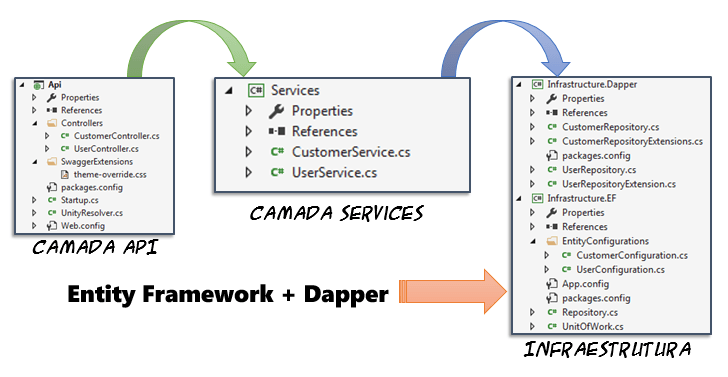 Api
Properties
References
Controllers
C# CustomerController.cs
C# UserController.cs
SwaggerExtensions
theme-override.css
packages.config
C# Startup.cs
C# UnityResolver.cs
Web.config
CAMADA API
C# Services
Properties
References
C# CustomerService.cs
C# UserService.cs
CAMADA SERVICES
C# Infrastructure.Dapper
Properties
References
C# CustomerRepository.cs
C# CustomerRepositoryExtensions.cs
packages.config
C# UserRepository.cs
C# UserRepositoryExtension.cs
C# Infrastructure.EF
Properties
References
EntityConfigurations
C# CustomerConfiguration.cs
C# UserConfiguration.cs
App.config
packages.config
C# Repository.cs
C# UnitOfWork.cs
INFRAESTRUTURA
Entity Framework + Dapper